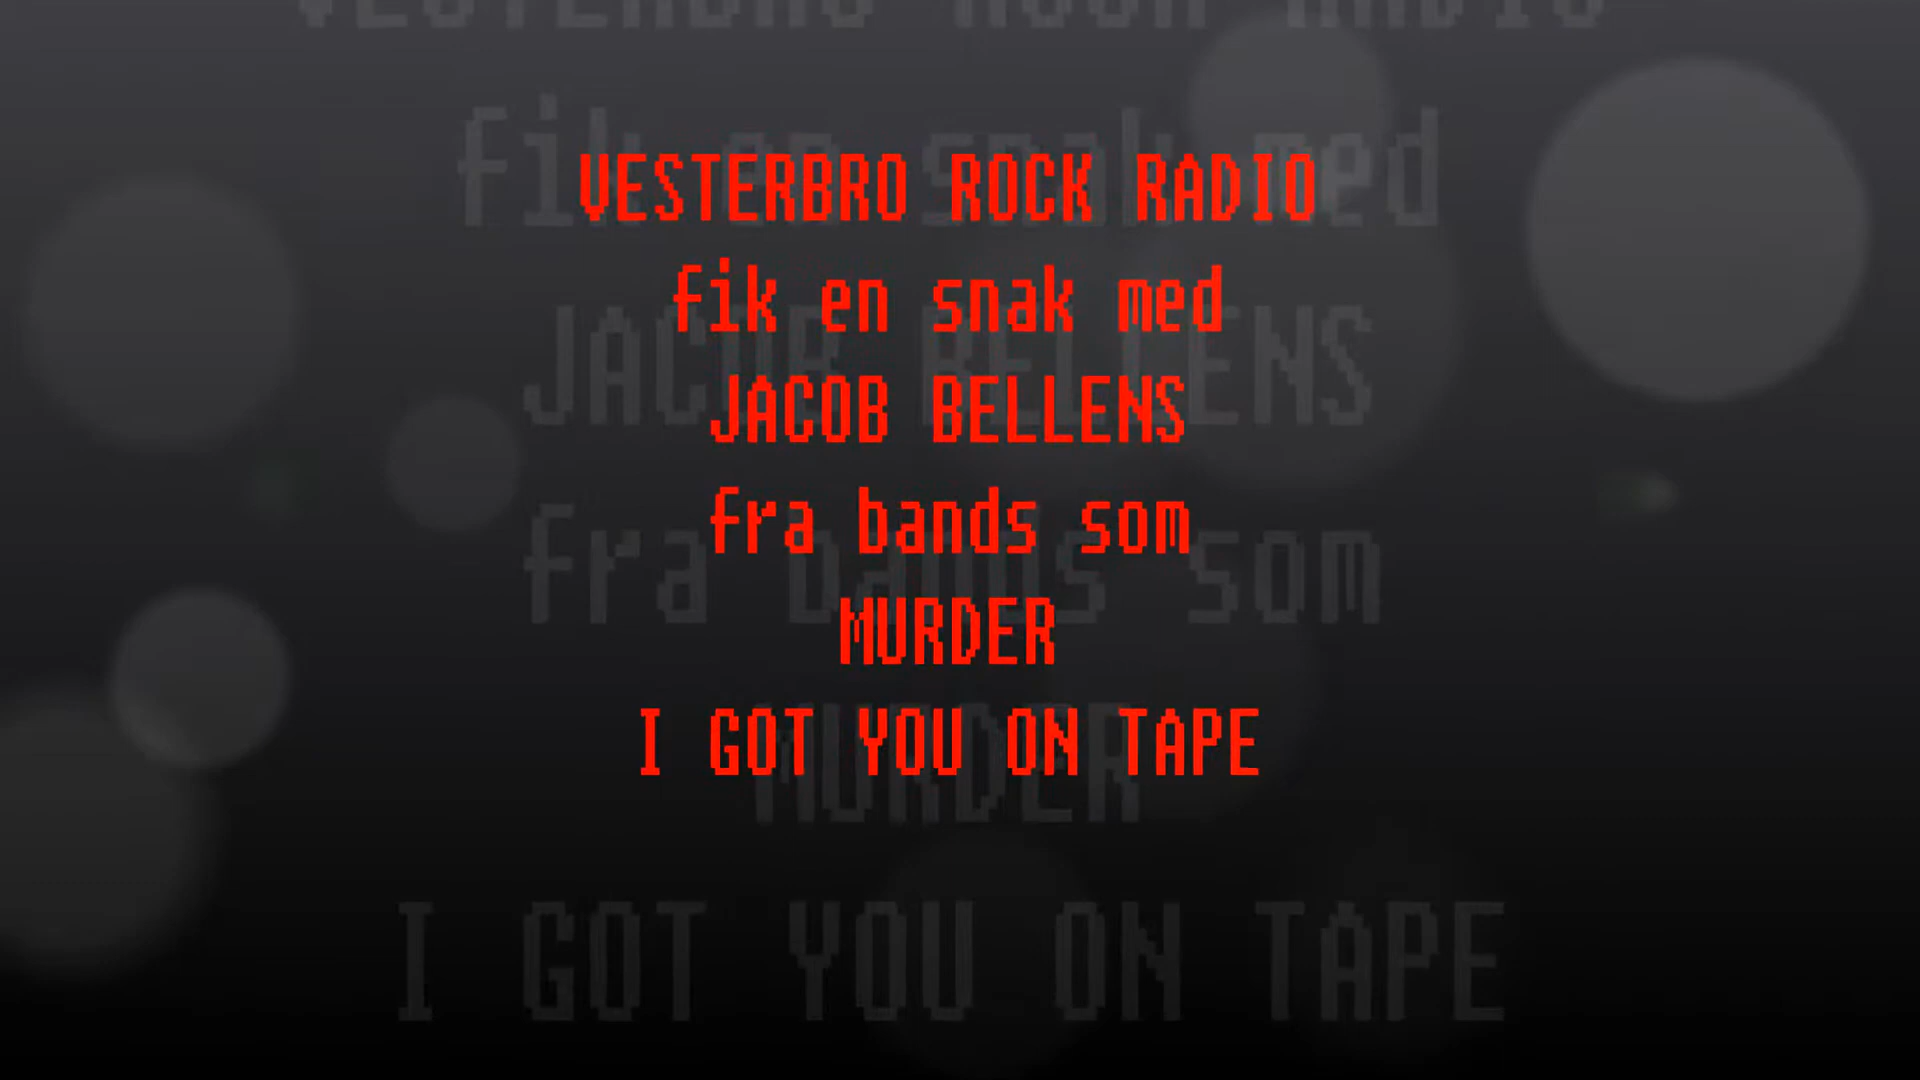 VESTERBRO ROCK RADIO
fik en snak med
JACOB BELLENS
fra bands som
MURDER
I GOT YOU ON TAPE